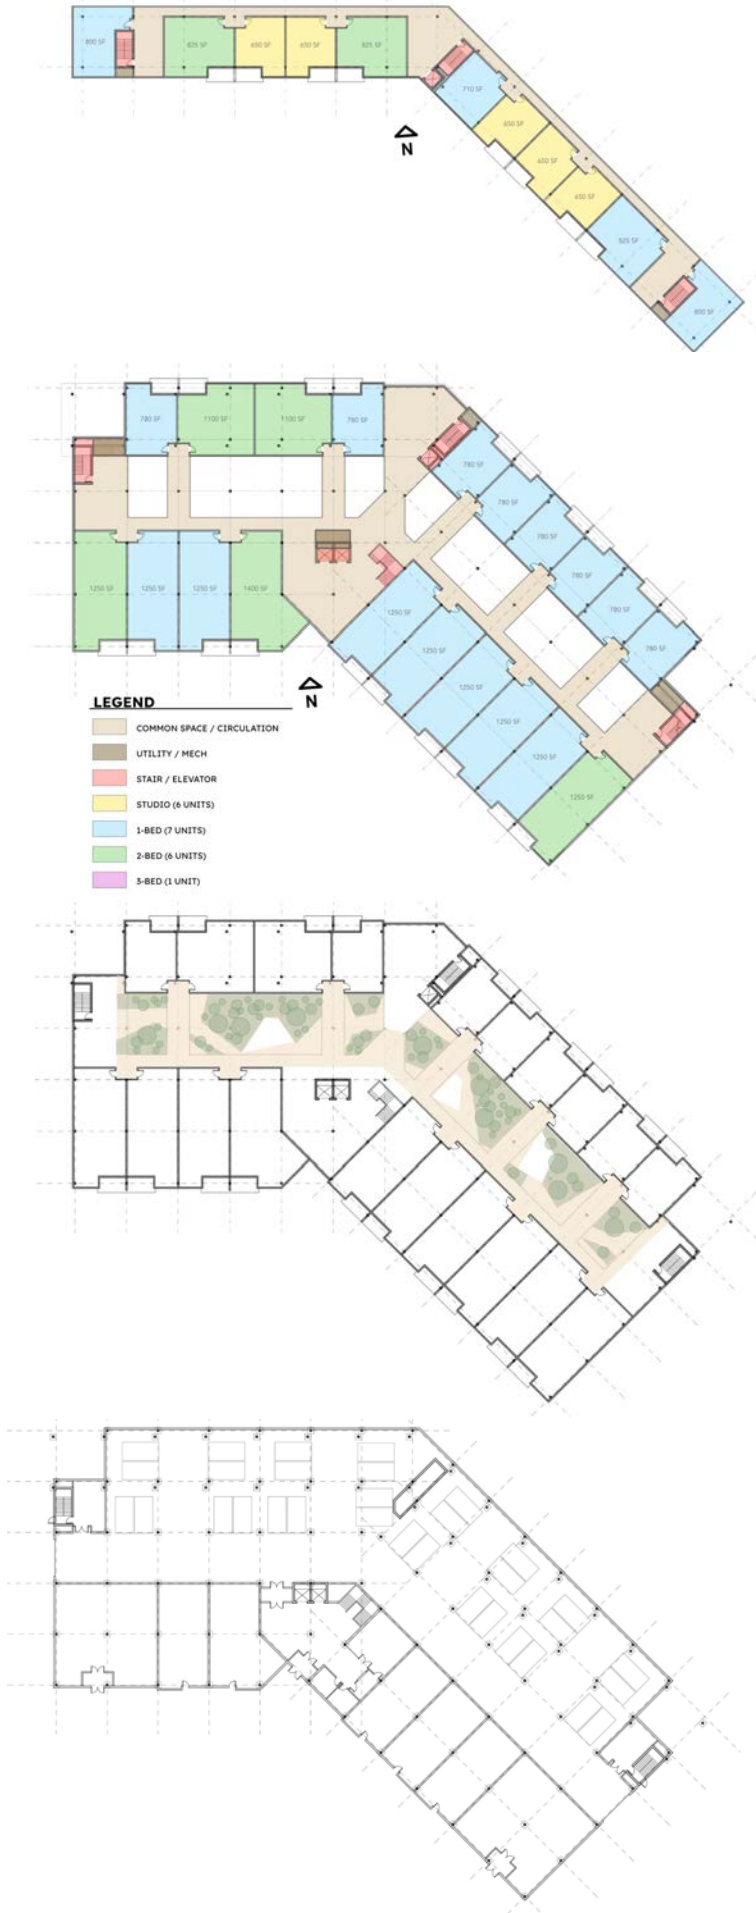 800 SF
825 SF
650 SF
650 SF
825 SF
710 SF
650 SF
650 SF
650 SF
825 SF
800 SF
N
780 SF
1100 SF
1100 SF
780 SF
780 SF
780 SF
780 SF
780 SF
780 SF
780 SF
1250 SF
1250 SF
1250 SF
1400 SF
1250 SF
1250 SF
1250 SF
1250 SF
1250 SF
1250 SF
N
LEGEND
COMMON SPACE / CIRCULATION
UTILITY / MECH
STAIR / ELEVATOR
STUDIO (6 UNITS)
1-BED (7 UNITS)
2-BED (6 UNITS)
3-BED (1 UNIT)